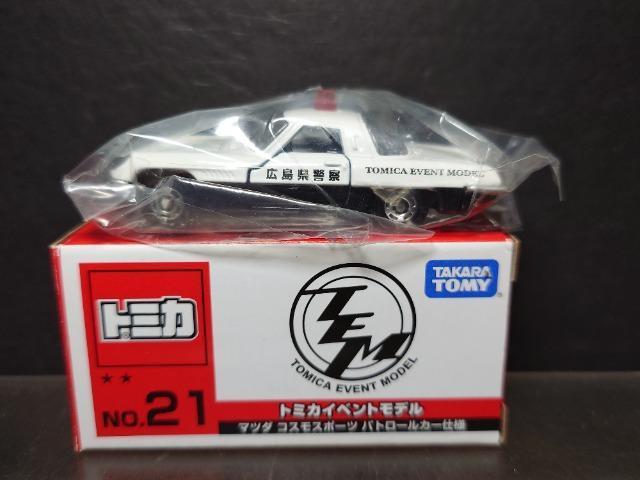 広島県警察 TOMICA EVENT MODEL
トミカ
TEM
TOMICA EVENT MODEL
TAKARA
TOMY
★★
NO.21
トミカイベントモデル
マツダ コスモスポーツ パトロールカー仕様